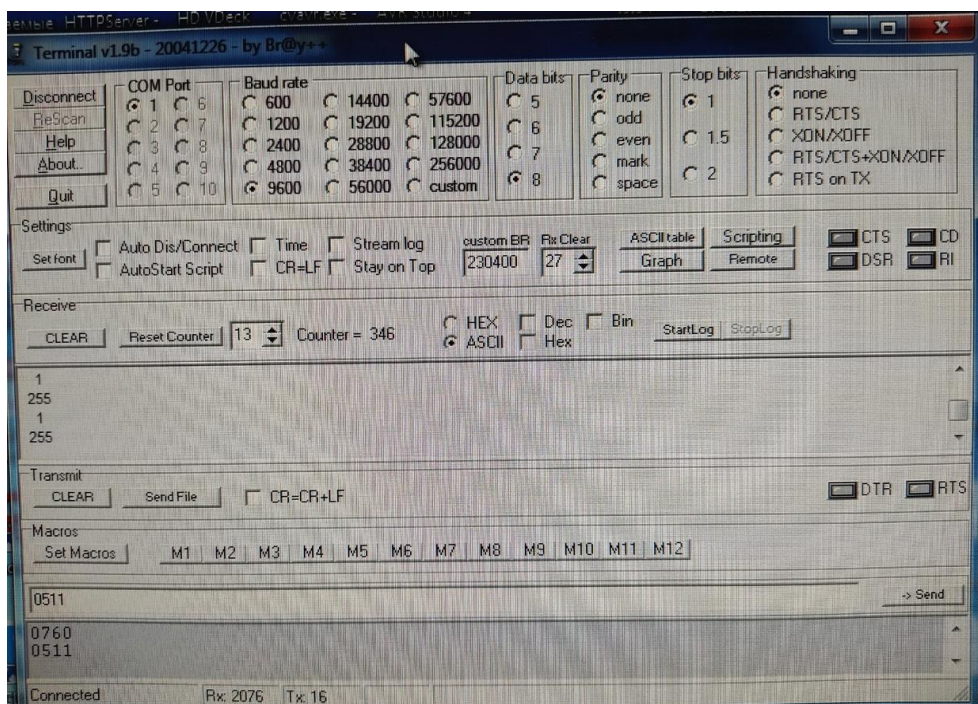 HTTPServer - HD VDeck cvavr.exe - AVR Studio 4
Terminal v1.9b - 20041226 - by Br@y++
Disconnect
ReScan
Help
About..
Quit
COM Port
1 6
2 7
3 8
4 9
5 10
Baud rate
600 14400 57600
1200 19200 115200
2400 28800 128000
4800 38400 256000
9600 56000 custom
Data bits
5
6
7
8
Parity
none
odd
even
mark
space
Stop bits
1
1.5
2
Handshaking
none
RTS/CTS
XON/XOFF
RTS/CTS+XON/XOFF
RTS on TX
Settings
Set font
Auto Dis/Connect Time Stream log
AutoStart Script CR=LF Stay on Top
custom BR Rx Clear
230400 27
ASCII table Scripting
Graph Remote
CTS CD
DSR RI
Receive
CLEAR Reset Counter 13 Counter = 346
HEX Dec Bin
ASCII Hex
StartLog StopLog
1
255
1
255
Transmit
CLEAR Send File CR=CR+LF
DTR RTS
Macros
Set Macros M1 M2 M3 M4 M5 M6 M7 M8 M9 M10 M11 M12
0511 -> Send
0760
0511
Connected Rx: 2076 Tx: 16